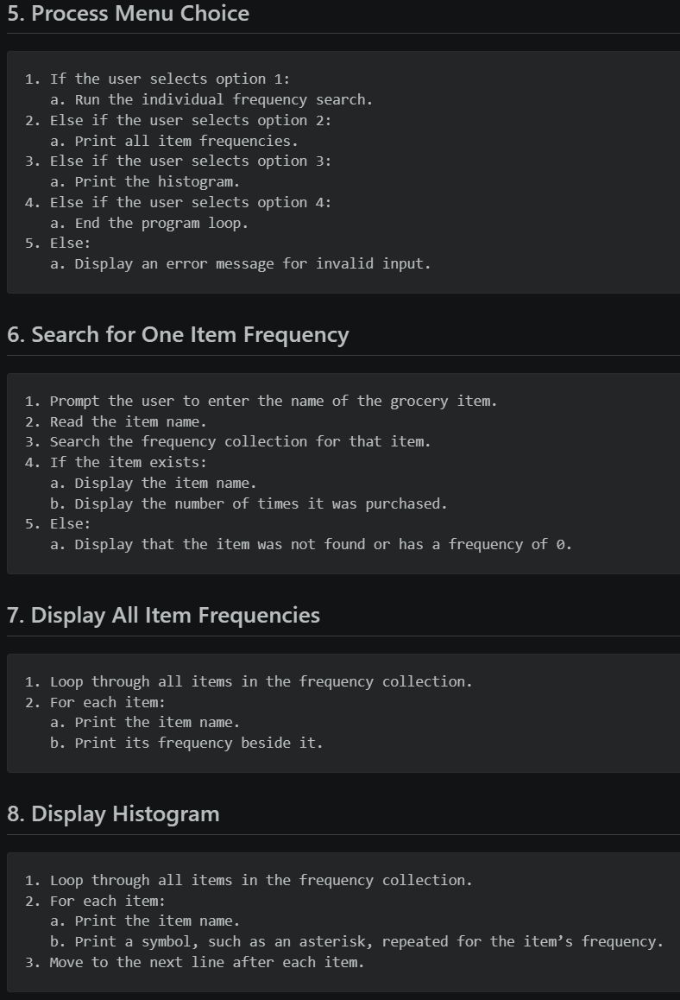 5. Process Menu Choice
1. If the user selects option 1:
a. Run the individual frequency search.
2. Else if the user selects option 2:
a. Print all item frequencies.
3. Else if the user selects option 3:
a. Print the histogram.
4. Else if the user selects option 4:
a. End the program loop.
5. Else:
a. Display an error message for invalid input.
6. Search for One Item Frequency
1. Prompt the user to enter the name of the grocery item.
2. Read the item name.
3. Search the frequency collection for that item.
4. If the item exists:
a. Display the item name.
b. Display the number of times it was purchased.
5. Else:
a. Display that the item was not found or has a frequency of 0.
7. Display All Item Frequencies
1. Loop through all items in the frequency collection.
2. For each item:
a. Print the item name.
b. Print its frequency beside it.
8. Display Histogram
1. Loop through all items in the frequency collection.
2. For each item:
a. Print the item name.
b. Print a symbol, such as an asterisk, repeated for the item’s frequency.
3. Move to the next line after each item.